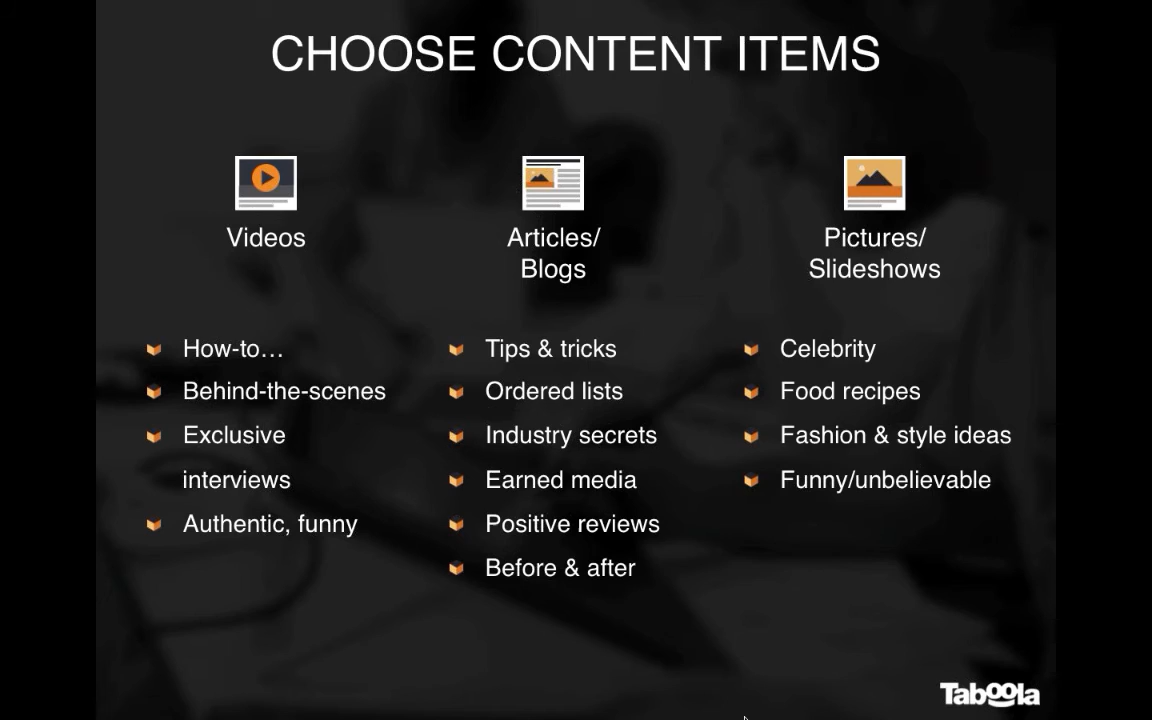 CHOOSE CONTENT ITEMS
Videos
How-to…
Behind-the-scenes
Exclusive
interviews
Authentic, funny
Articles/
Blogs
Tips & tricks
Ordered lists
Industry secrets
Earned media
Positive reviews
Before & after
Pictures/
Slideshows
Celebrity
Food recipes
Fashion & style ideas
Funny/unbelievable
Taboola